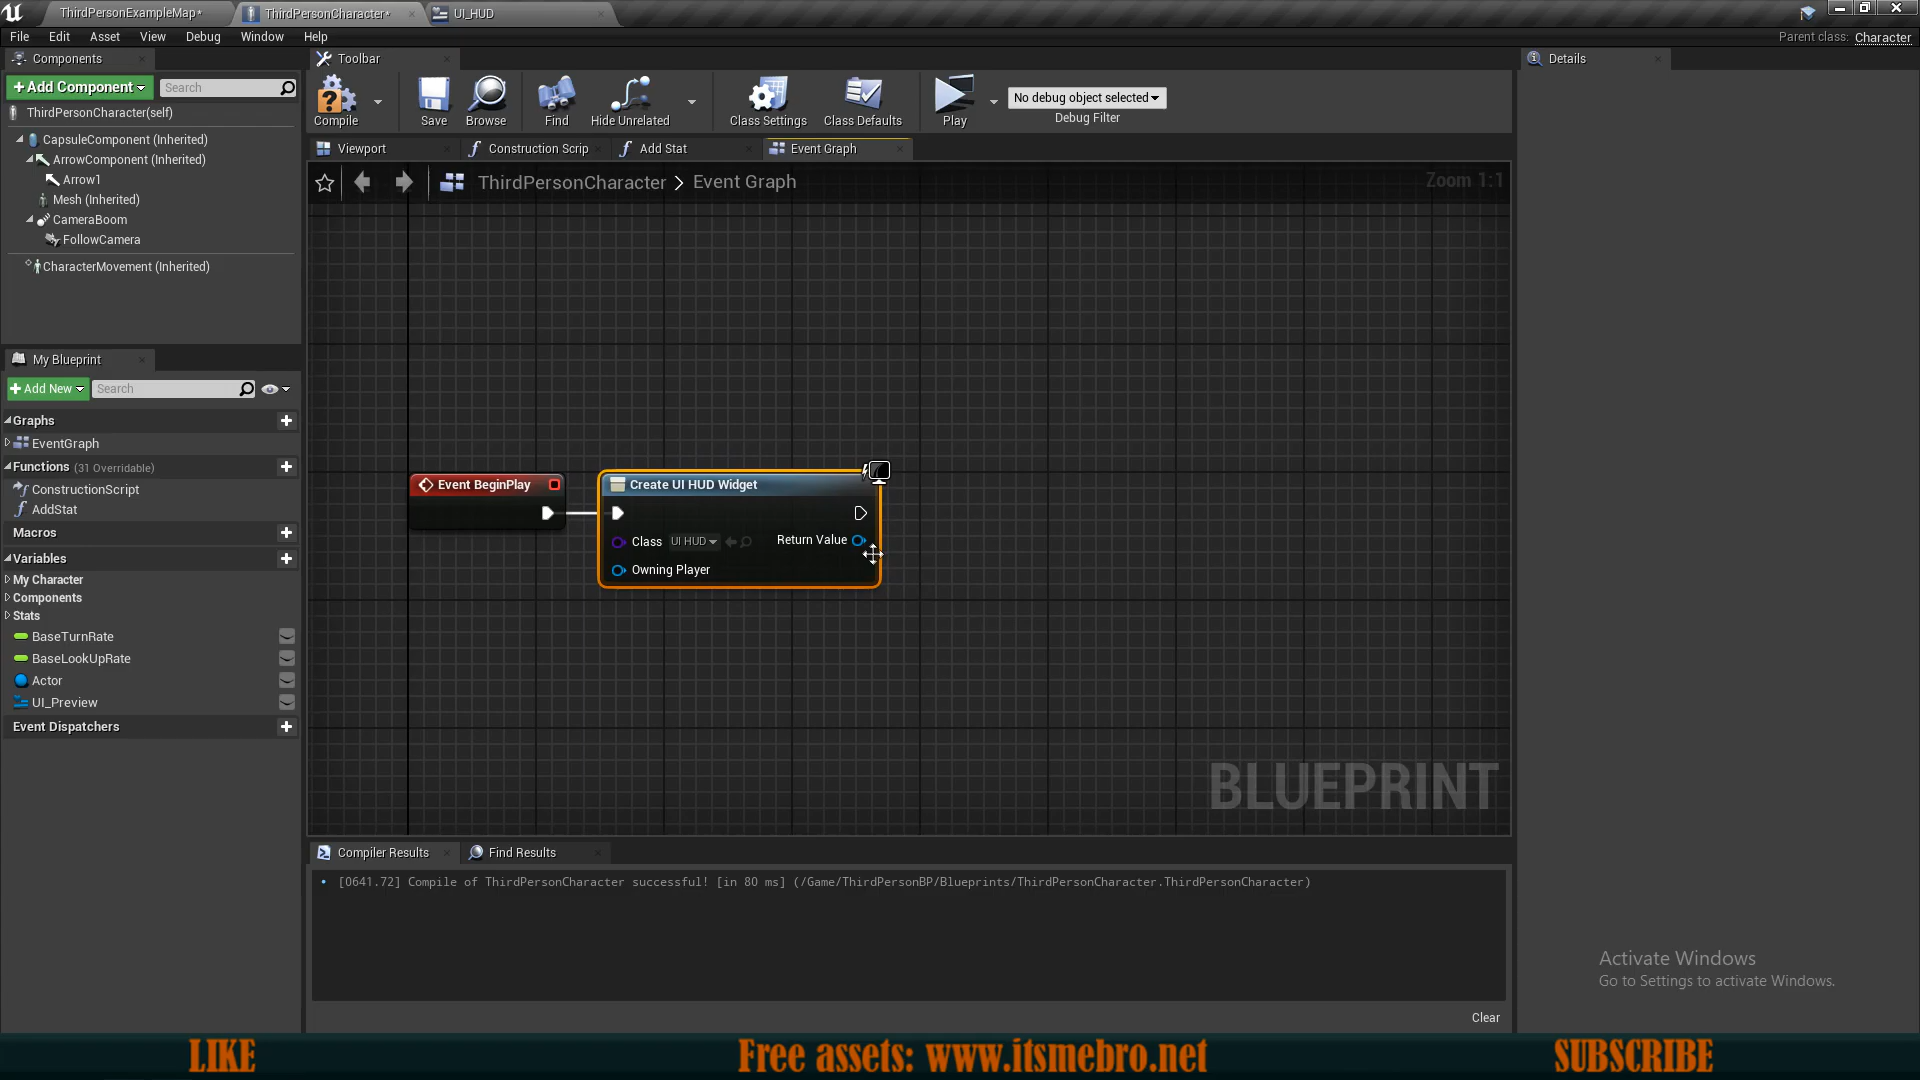 ThirdPersonExampleMap*
ThirdPersonCharacter*
UI_HUD
File Edit Asset View Debug Window Help
Parent class: Character
Components
Toolbar
Details
+ Add Component
Search
ThirdPersonCharacter(self)
CapsuleComponent (Inherited)
ArrowComponent (Inherited)
Arrow1
Mesh (Inherited)
CameraBoom
FollowCamera
CharacterMovement (Inherited)
Compile
Save
Browse
Find
Hide Unrelated
Class Settings
Class Defaults
Play
No debug object selected
Debug Filter
Viewport
Construction Scrip
Add Stat
Event Graph
ThirdPersonCharacter > Event Graph
Zoom 1:1
My Blueprint
+ Add New
Search
Graphs
EventGraph
Functions (31 Overridable)
ConstructionScript
AddStat
Macros
Variables
My Character
Components
Stats
BaseTurnRate
BaseLookUpRate
Actor
UI_Preview
Event Dispatchers
Event BeginPlay
Create UI HUD Widget
Class UI HUD
Return Value
Owning Player
BLUEPRINT
Compiler Results
Find Results
[0641.72] Compile of ThirdPersonCharacter successful! [in 80 ms] (/Game/ThirdPersonBP/Blueprints/ThirdPersonCharacter.ThirdPersonCharacter)
Clear
Activate Windows
Go to Settings to activate Windows.
LIKE
Free assets: www.itsmebro.net
SUBSCRIBE